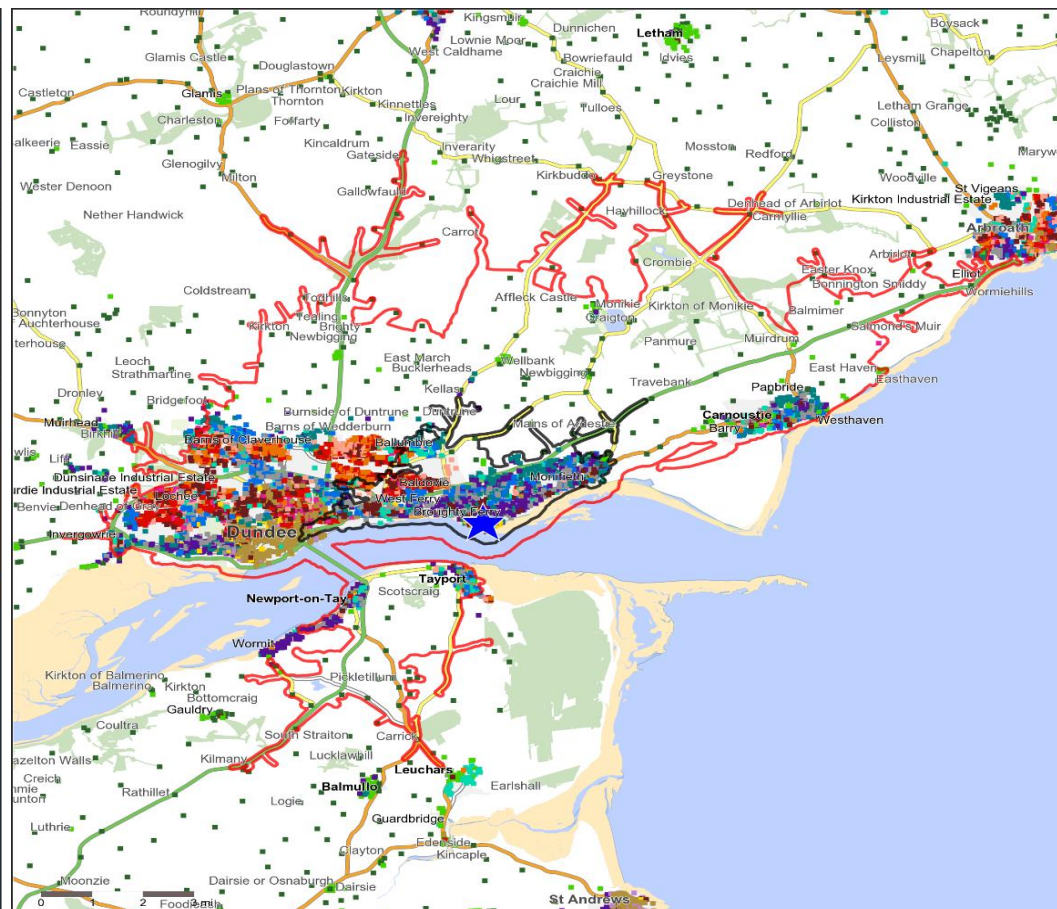 Roundyhill
Kingsmuir
Dunnichen
Boysack
Lownie Moor
Letham
West Caldhame
Chapelton
Glamis Castle
Bowriefauld
Idvies
Leysmill
Douglastown
Craichie
Craichie Mill
Castleton
Glamis
Plans of Thornton
Kirkton
Thornton
Lour
Tulloes
Letham Grange
Kinnettles
Charleston
Foffarty
Invereighty
Colliston
Kincaldrum
Inverarity
Mosston
Redford
Eassie
Gateside
Whigstreet
Glenogilvy
Milton
Kirkbuddo
Greystone
Woodville
Wester Denoon
Gallowfauld
St Vigeans
Kirkton Industrial Estate
Nether Handwick
Hayhillock
Denhead of Arbirlot
Carmyllie
Arbroath
Carrot
Arbirlot
Crombie
Easter Knox
Elliot
Coldstream
Bonnington Smiddy
Wormiehills
Todhills
Affleck Castle
Monikie
Kirkton of Monikie
Craigton
Balmimer
Tealing
Kirkton
Brighty
Salmond's Muir
Newbigging
Panmure
Muirdrum
Leoch
East March
Wellbank
Strathmartine
Bucklerheads
Newbigging
East Haven
Easthaven
Travebank
Dronley
Bridgefoot
Kellas
Panbride
Burnside of Duntrune
Duntrune
Carnoustie
Muirhead
Birkhill
Barns of Wedderburn
Mains of Ardestie
Barry
Westhaven
Barns of Claverhouse
Ballumbie
Dunsinane Industrial Estate
Baldovie
Monifieth
Lochee
West Ferry
Benvie
Denhead of Gray
Broughty Ferry
Invergowrie
Dundee
Tayport
Scotscraig
Newport-on-Tay
Wormit
Kirkton of Balmerino
Pickletillum
Balmerino
Kirkton
Bottomcraig
Gauldry
Coultra
South Straiton
Carrick
Kilmany
Lucklawhill
Leuchars
Creich
Rathillet
Balmullo
Earlshall
Logie
Guardbridge
Luthrie
Edenside
Clayton
Kincaple
Moonzie
Dairsie or Osnaburgh
Dairsie
St Andrews
0 1 2 3 mi